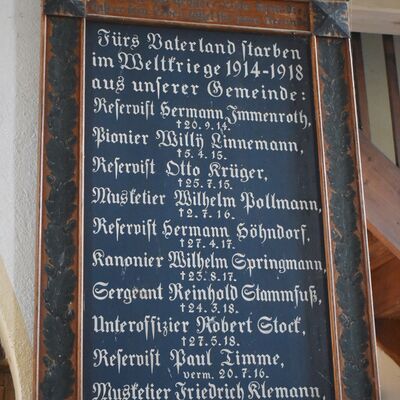 Fürs Vaterland starben
im Weltkriege 1914-1918
aus unserer Gemeinde:
Reservist Hermann Immenroth,
† 20. 9. 14.
Pionier Willÿ Linnemann,
† 5. 4. 15.
Reservist Otto Krüger,
† 25. 7. 15.
Musketier Wilhelm Pollmann,
† 2. 7. 16.
Reservist Hermann Höhndorf,
† 27. 4. 17.
Kanonier Wilhelm Springmann,
† 23. 8. 17.
Sergeant Reinhold Stammfuß,
† 24. 3. 18.
Unteroffizier Robert Stock,
† 27. 5. 18.
Reservist Paul Timme,
verm. 20. 7. 16.
Musketier Friedrich Klemann,